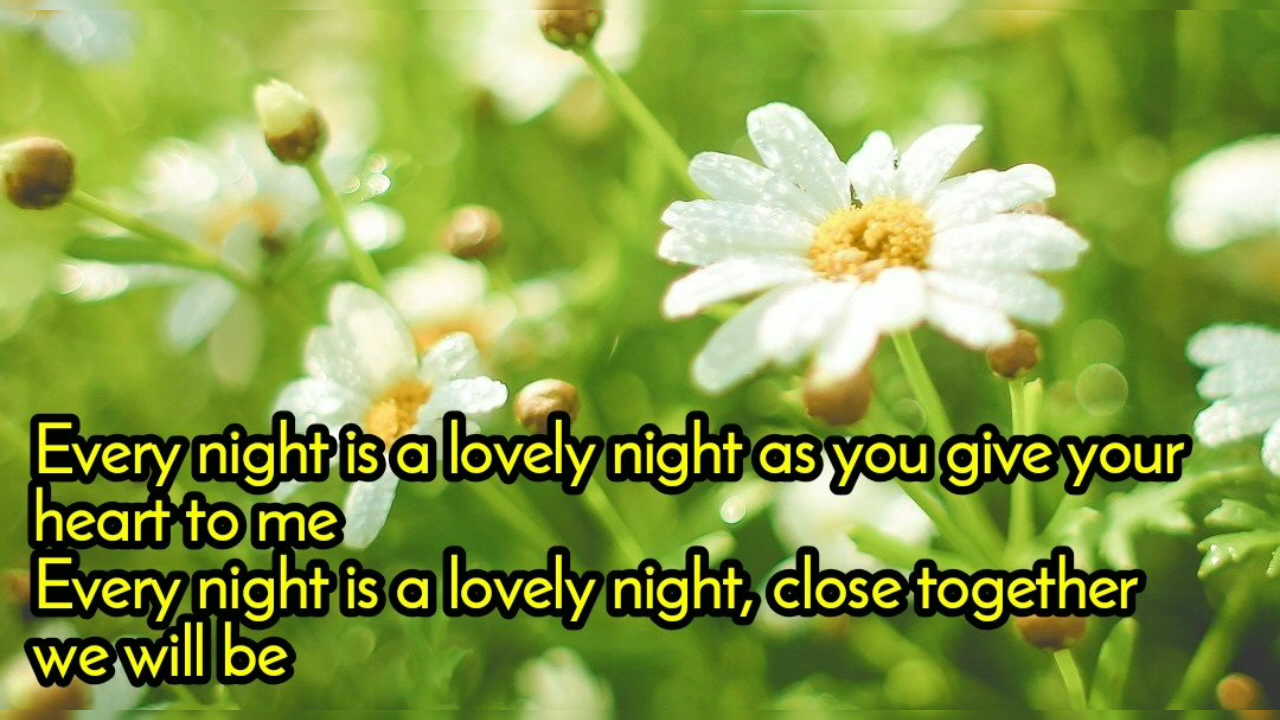 Every night is a lovely night as you give your
heart to me
Every night is a lovely night, close together
we will be